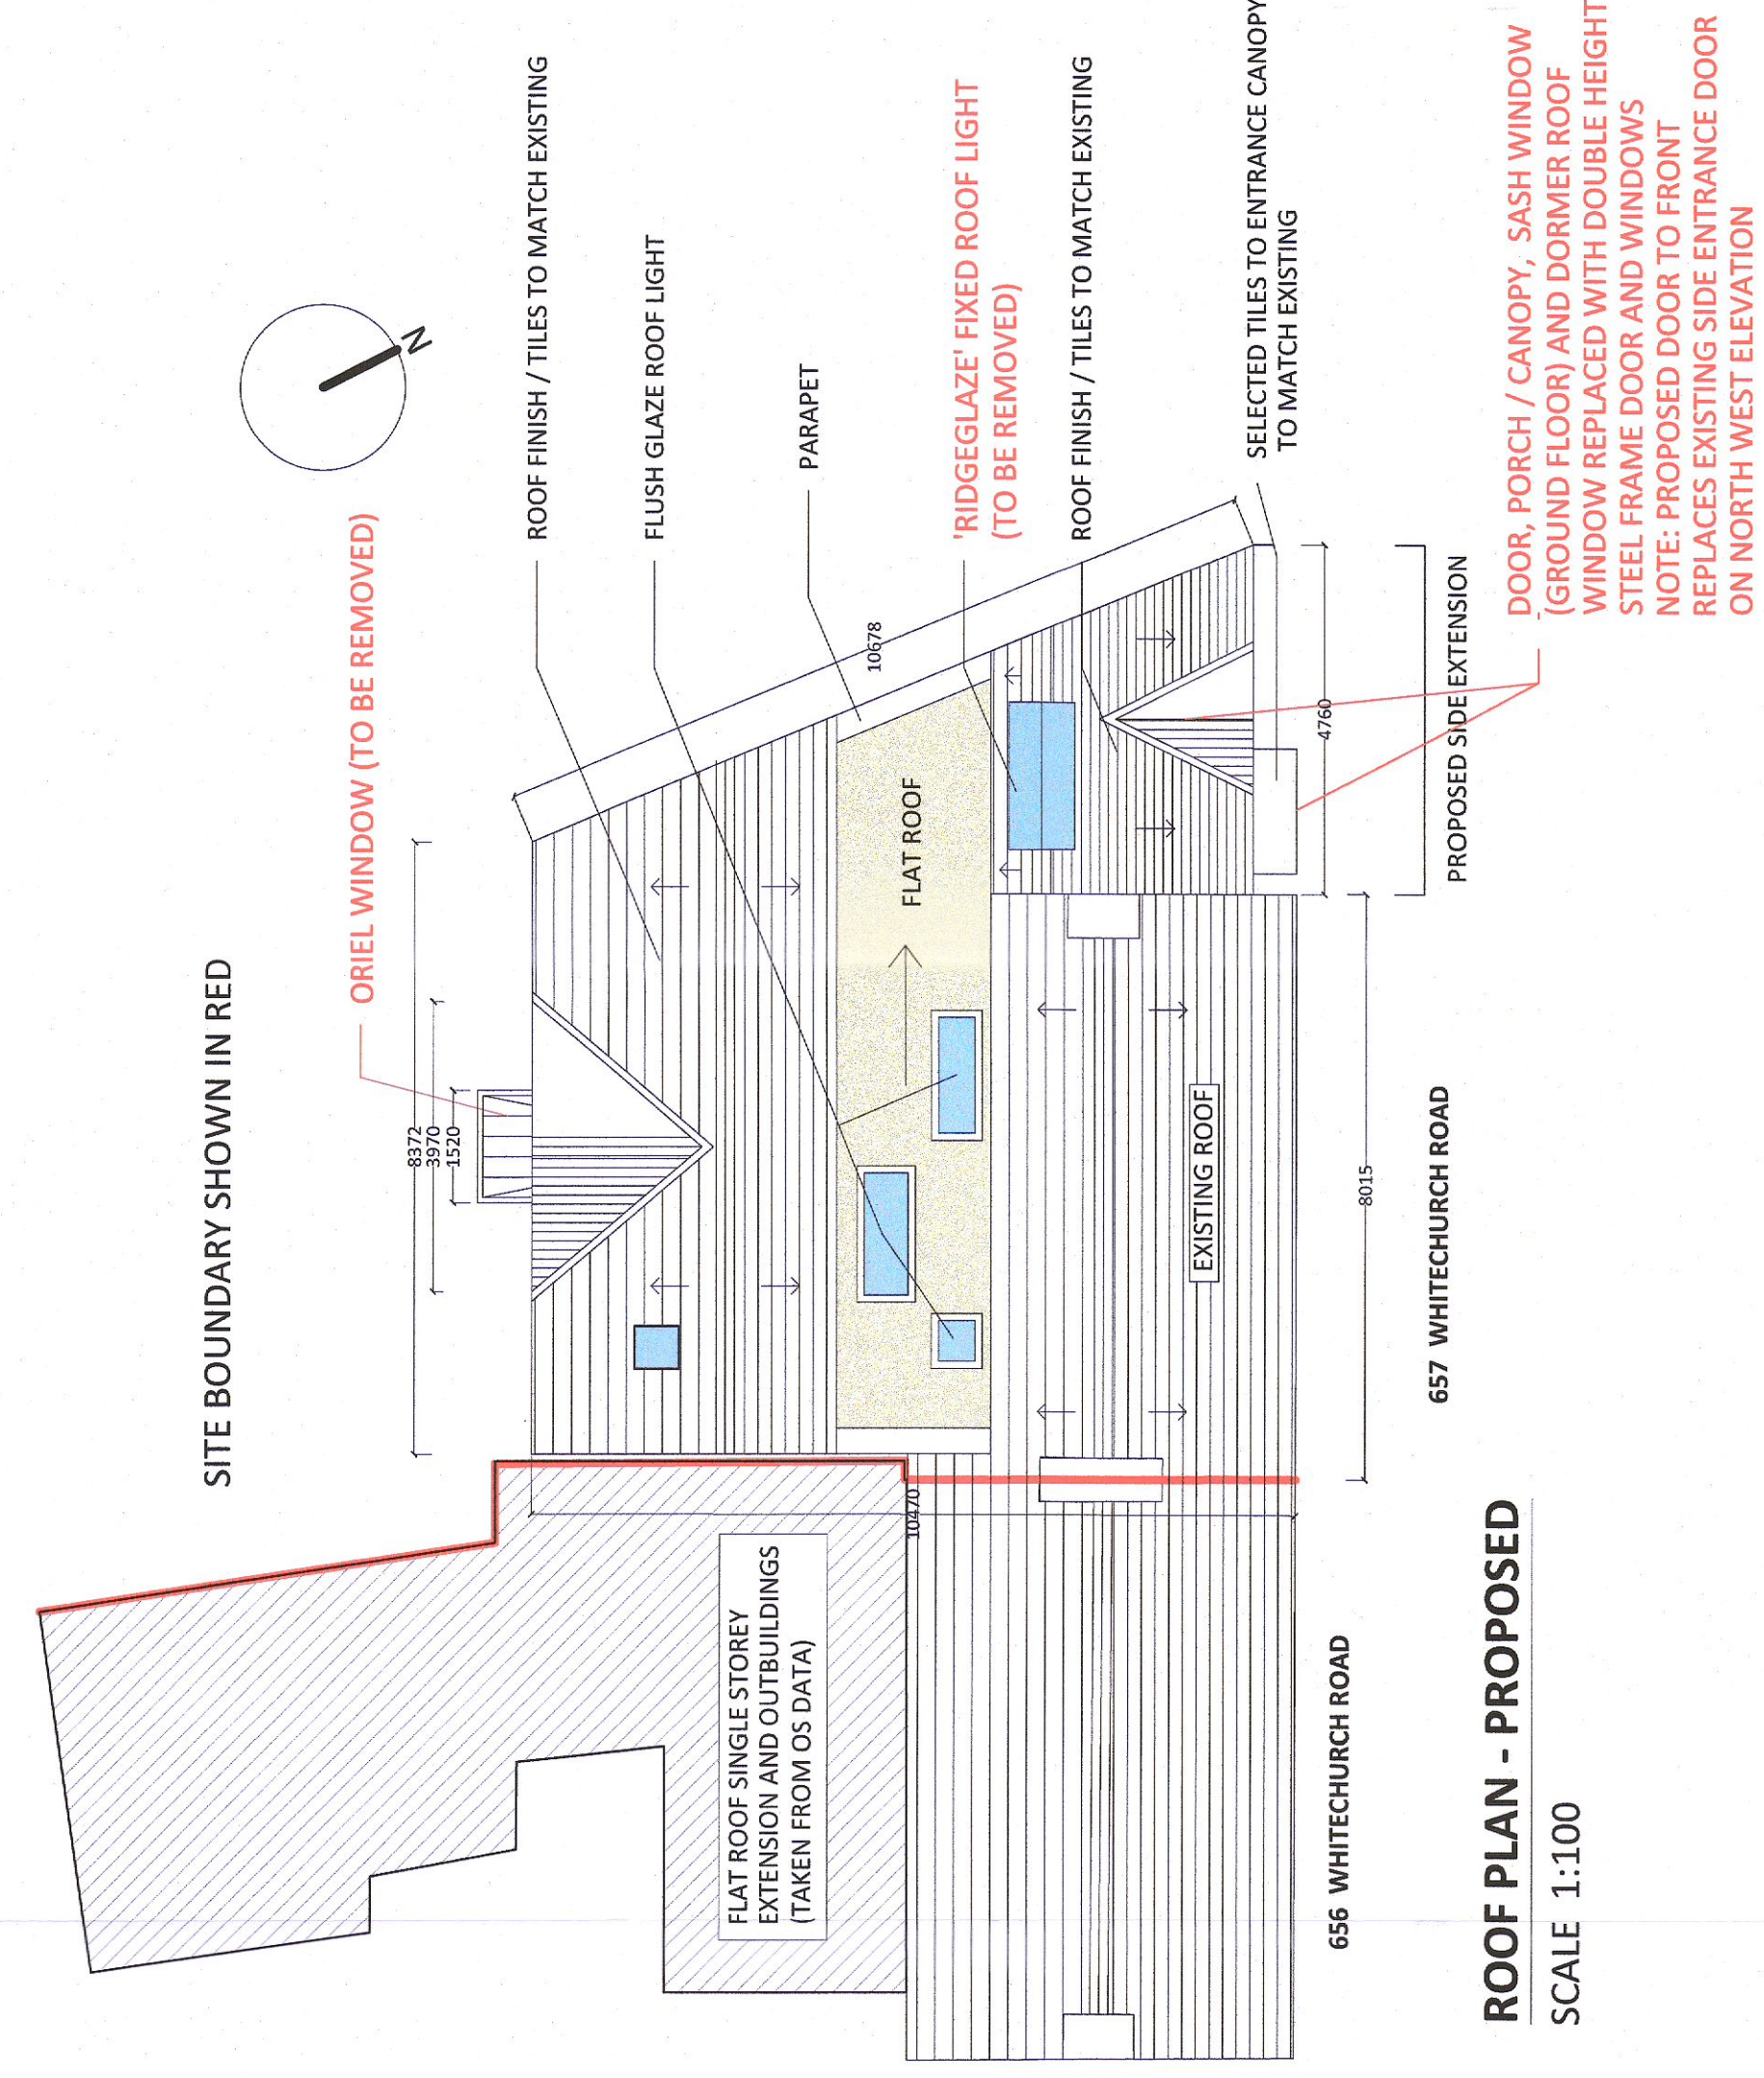 SITE BOUNDARY SHOWN IN RED
N
ORIEL WINDOW (TO BE REMOVED)
8372
3970
1520
ROOF FINISH / TILES TO MATCH EXISTING
FLUSH GLAZE ROOF LIGHT
PARAPET
10678
'RIDGEGLAZE' FIXED ROOF LIGHT
(TO BE REMOVED)
ROOF FINISH / TILES TO MATCH EXISTING
SELECTED TILES TO ENTRANCE CANOPY
TO MATCH EXISTING
FLAT ROOF
EXISTING ROOF
FLAT ROOF SINGLE STOREY
EXTENSION AND OUTBUILDINGS
(TAKEN FROM OS DATA)
10470
4760
8015
PROPOSED SIDE EXTENSION
656 WHITECHURCH ROAD
657 WHITECHURCH ROAD
DOOR, PORCH / CANOPY, SASH WINDOW
(GROUND FLOOR) AND DORMER ROOF
WINDOW REPLACED WITH DOUBLE HEIGHT
STEEL FRAME DOOR AND WINDOWS
NOTE: PROPOSED DOOR TO FRONT
REPLACES EXISTING SIDE ENTRANCE DOOR
ON NORTH WEST ELEVATION
ROOF PLAN - PROPOSED
SCALE 1:100